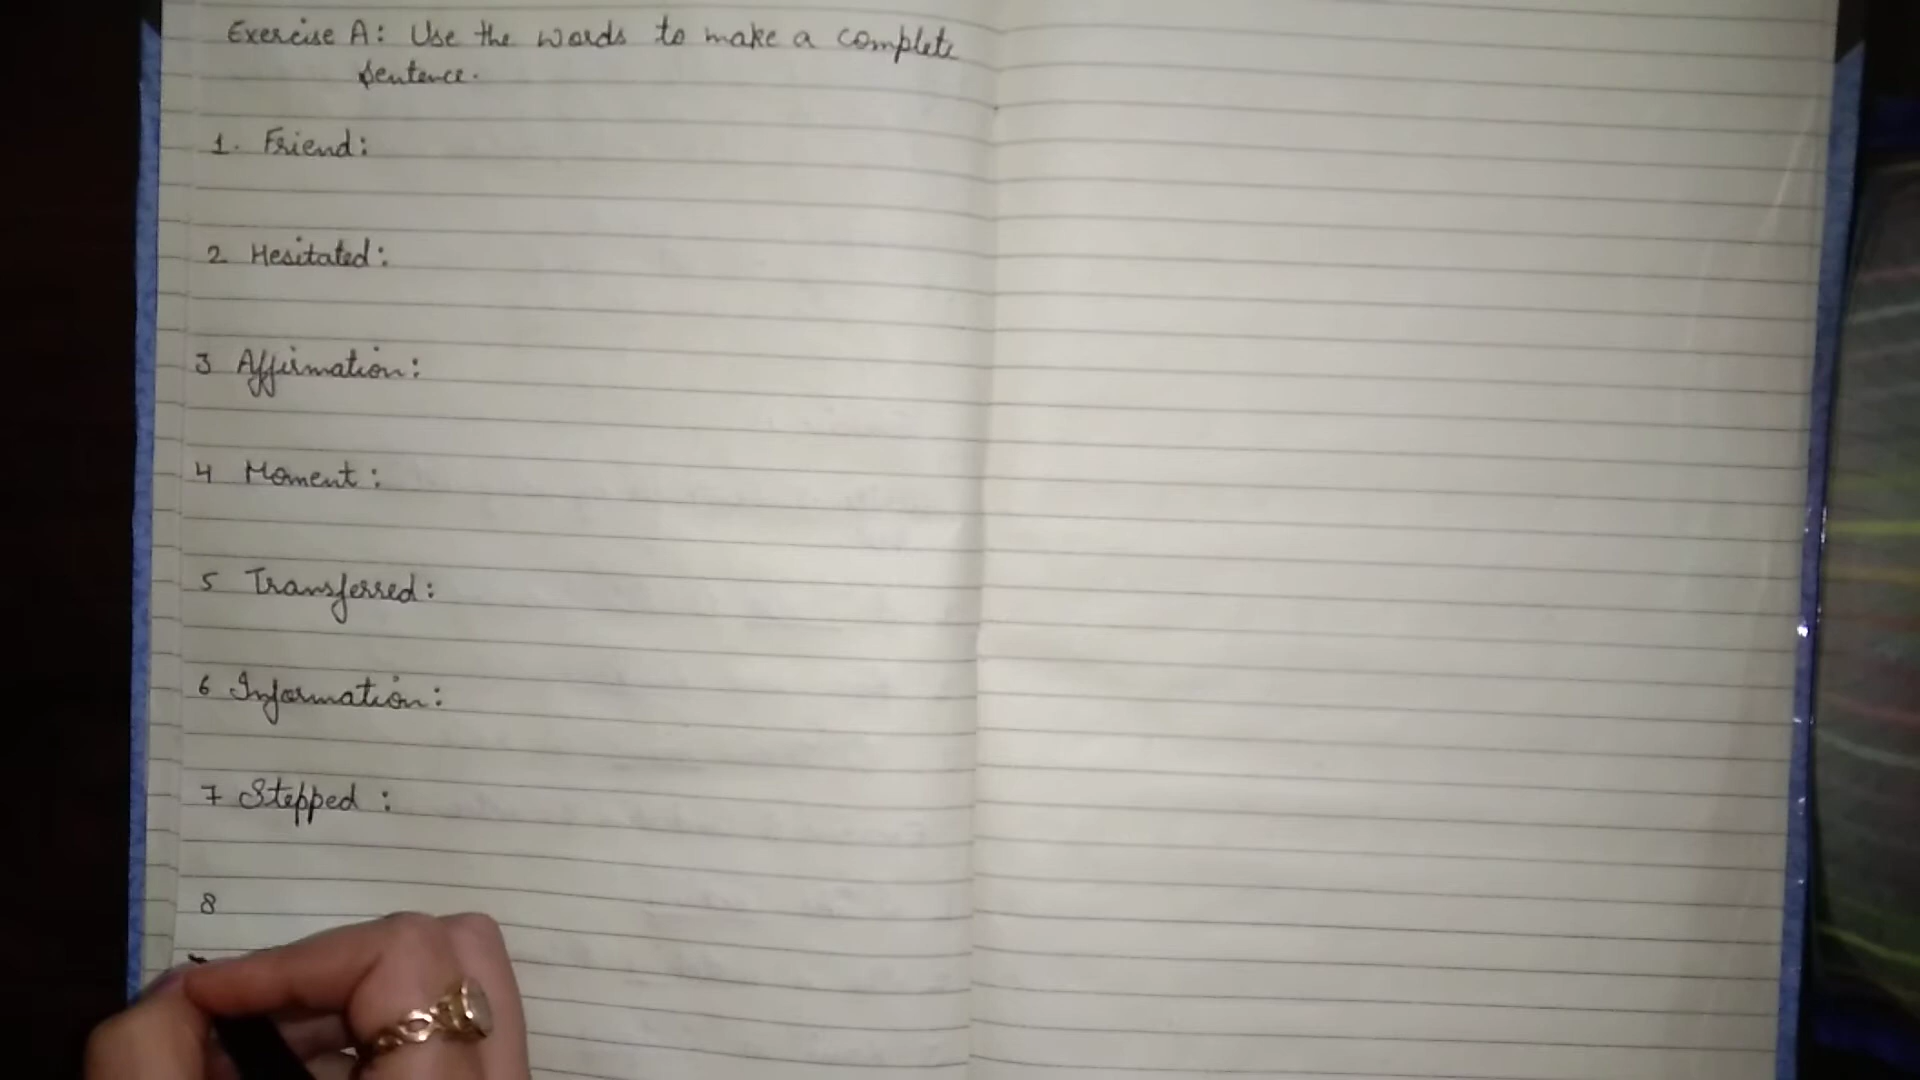 Exercise A: Use the words to make a complete
sentence.
1. Friend:
2 Hesitated:
3 Affirmation:
4 Moment:
5 Transferred:
6 Information:
7 Stepped:
8